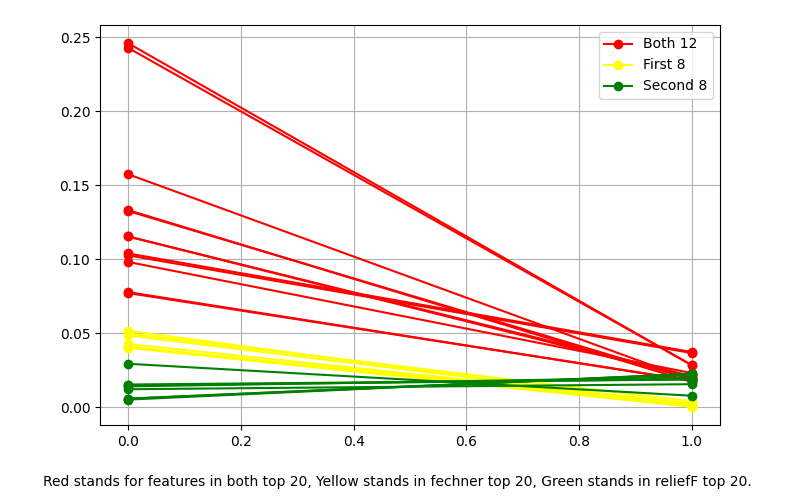 0.25
0.20
0.15
0.10
0.05
0.00
0.0 0.2 0.4 0.6 0.8 1.0
Both 12
First 8
Second 8
Red stands for features in both top 20, Yellow stands in fechner top 20, Green stands in reliefF top 20.